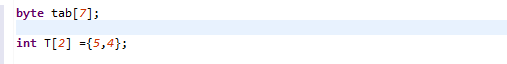 byte tab[7];
int T[2] ={5,4};